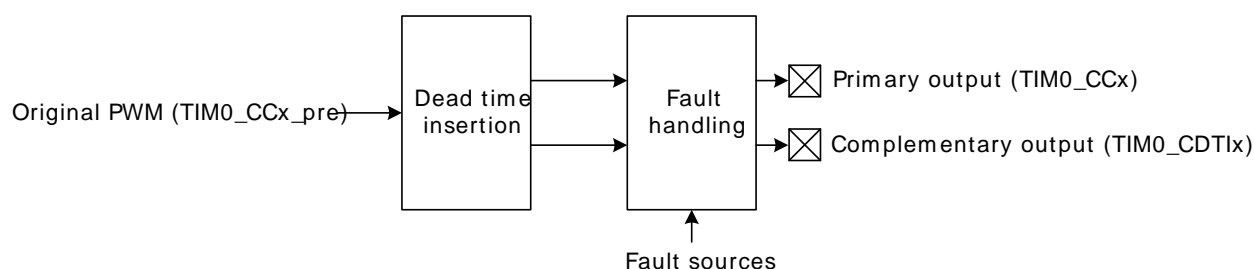 Original PWM (TIM0_CCx_pre)
Dead time
insertion
Fault
handling
Primary output (TIM0_CCx)
Complementary output (TIM0_CDTIx)
Fault sources